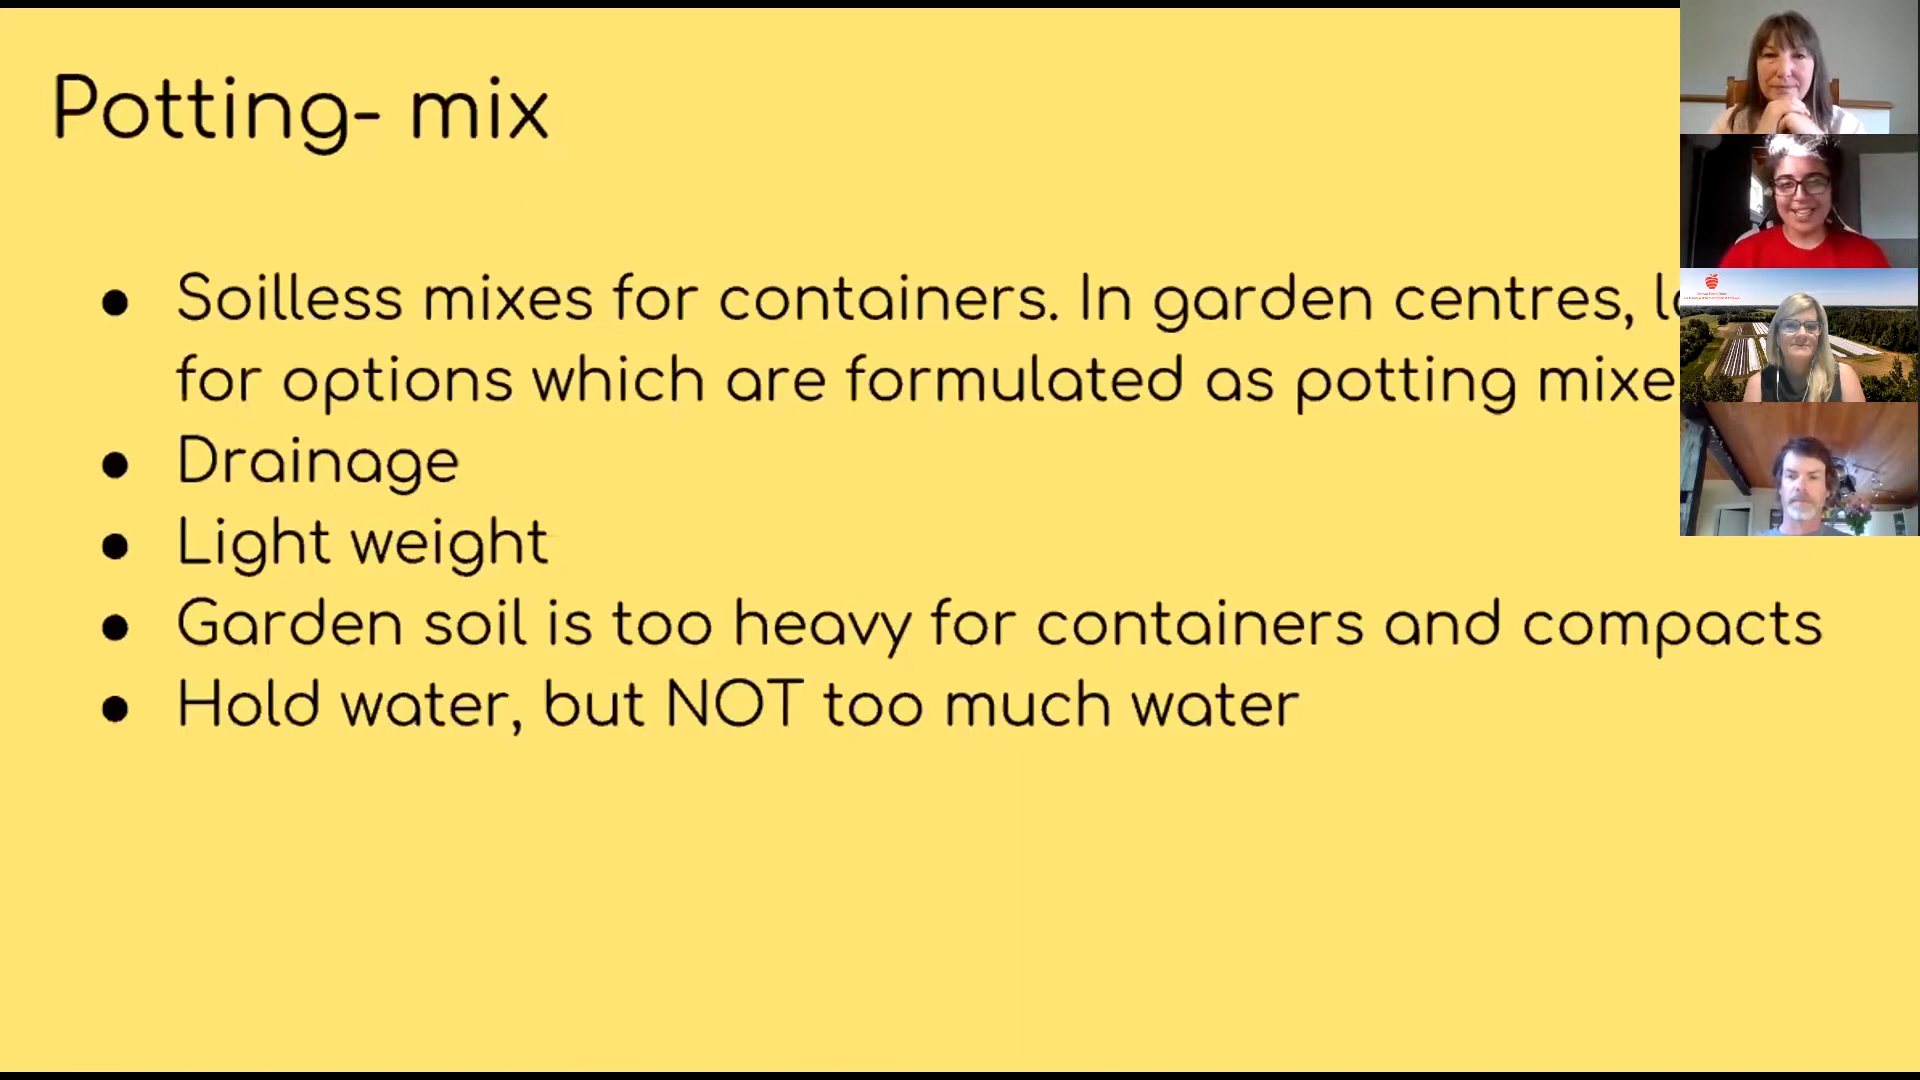 Potting- mix
● Soilless mixes for containers. In garden centres,
for options which are formulated as potting
● Drainage
● Light weight
● Garden soil is too heavy for containers and compacts
● Hold water, but NOT too much water